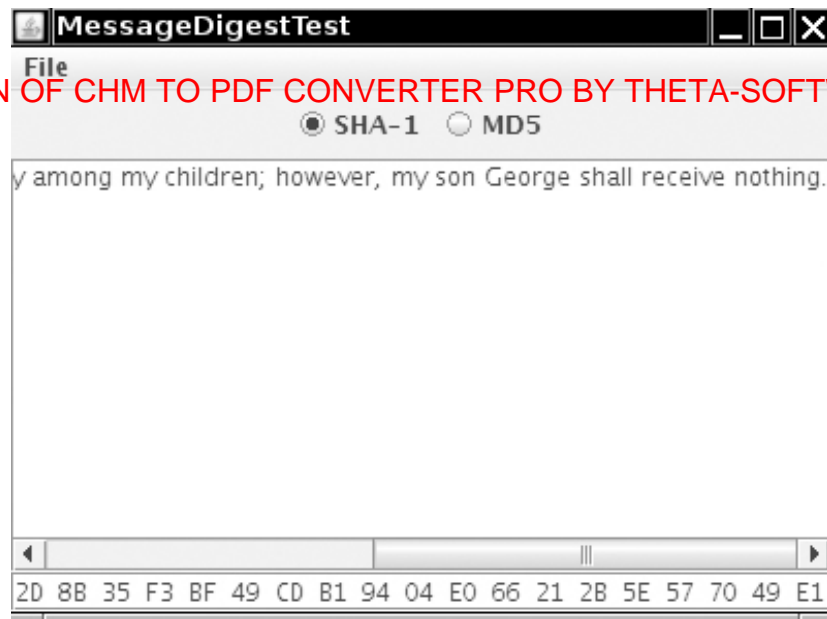 MessageDigestTest
File
N OF CHM TO PDF CONVERTER PRO BY THETA-SOFT
SHA-1 MD5
y among my children; however, my son George shall receive nothing.
2D 8B 35 F3 BF 49 CD B1 94 04 E0 66 21 2B 5E 57 70 49 E1